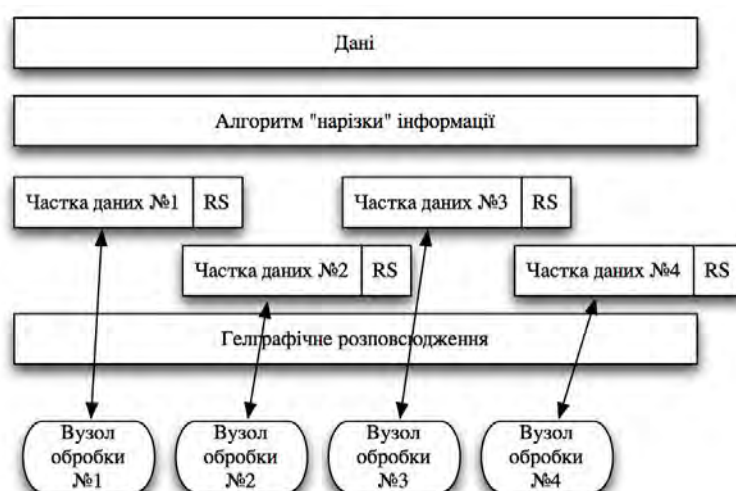 Дані
Алгоритм "нарізки" інформації
Частка даних №1 RS
Частка даних №3 RS
Частка даних №2 RS
Частка даних №4 RS
Гелграфічне розповсюдження
Вузол
обробки
№1
Вузол
обробки
№2
Вузол
обробки
№3
Вузол
обробки
№4